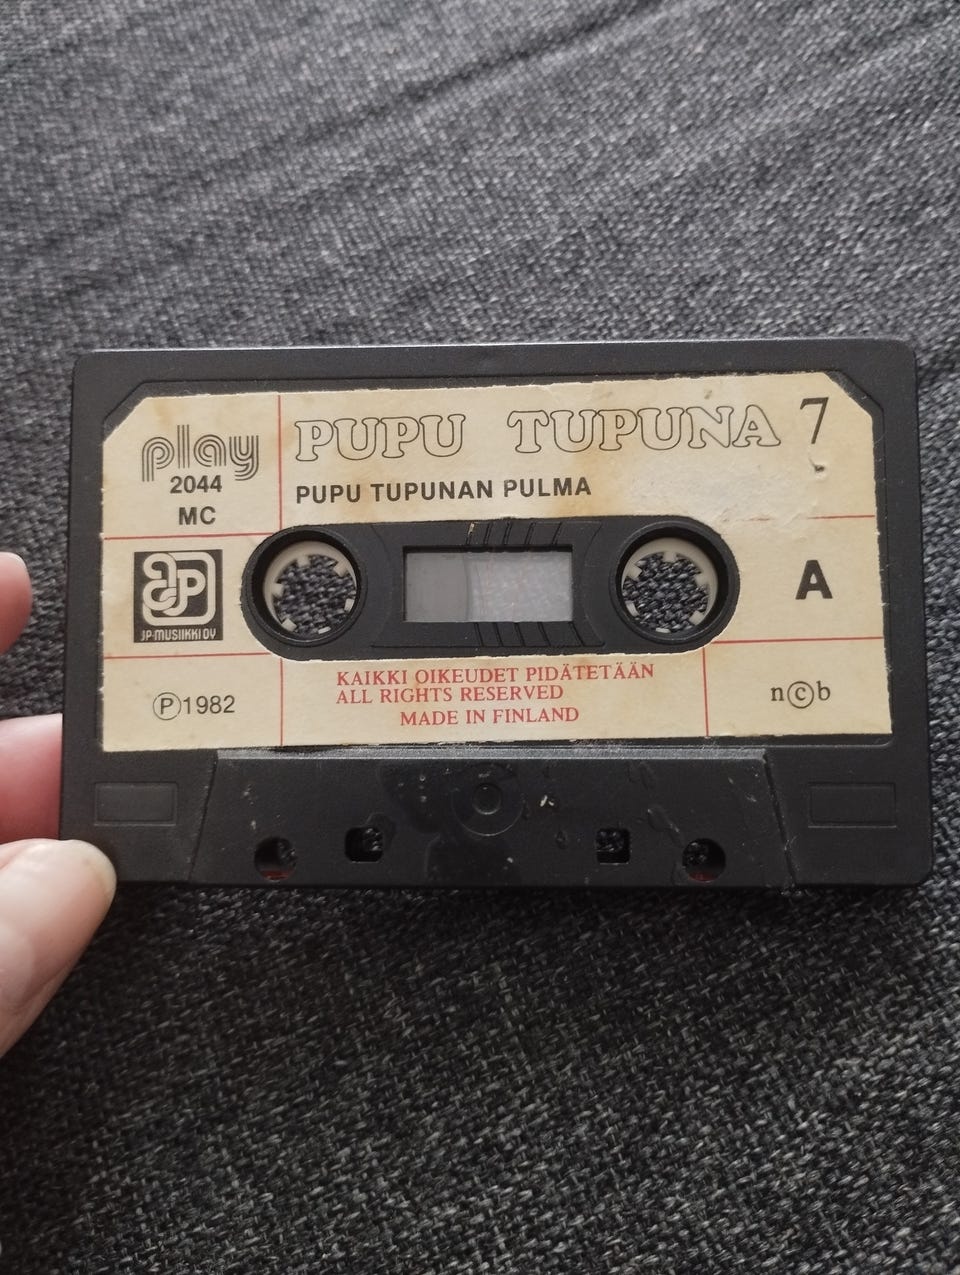 play
2044
MC
PUPU TUPUNA 7
PUPU TUPUNAN PULMA
JP-MUSIIKKI OY
A
KAIKKI OIKEUDET PIDÄTETÄÄN
ALL RIGHTS RESERVED
MADE IN FINLAND
Ⓟ1982
n©b